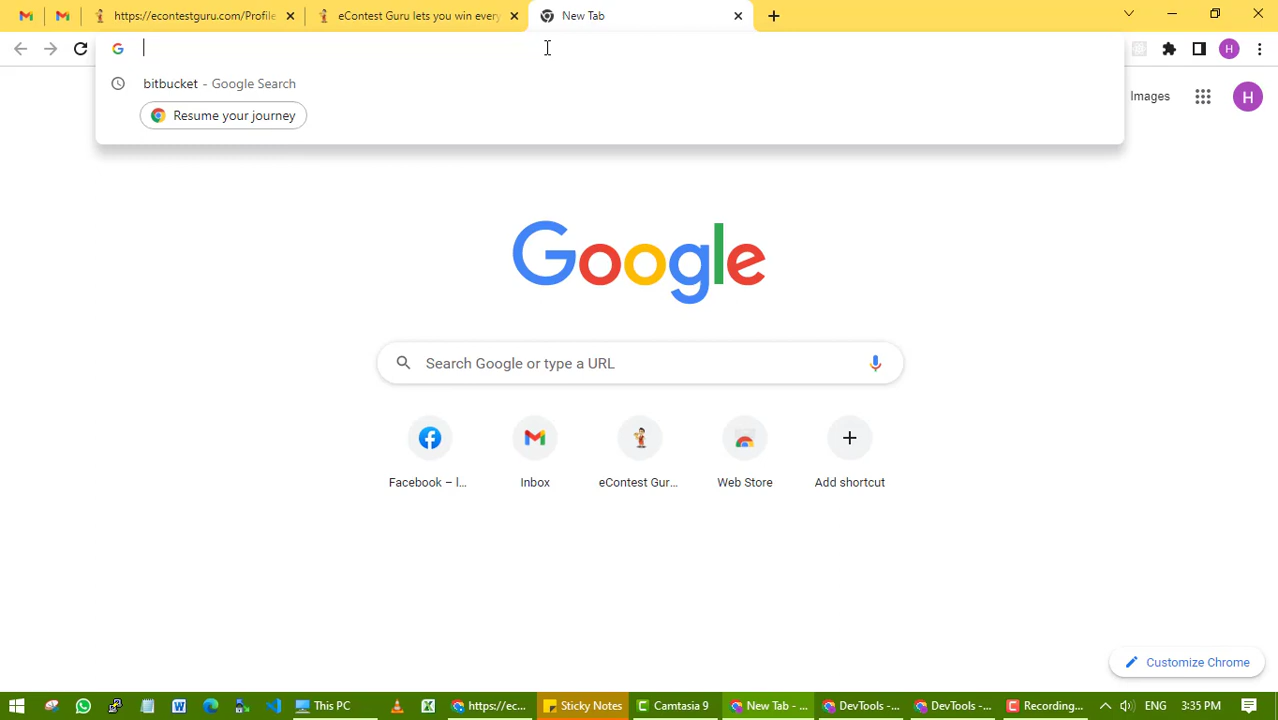 https://econtestguru.com/Profile
eContest Guru lets you win every
New Tab
bitbucket - Google Search
Resume your journey
H
Images
H
Google
Search Google or type a URL
Facebook – l...
Inbox
eContest Gur...
Web Store
Add shortcut
Customize Chrome
This PC
https://ec...
Sticky Notes
Camtasia 9
New Tab - ...
DevTools - ...
DevTools - ...
Recording...
ENG
3:35 PM